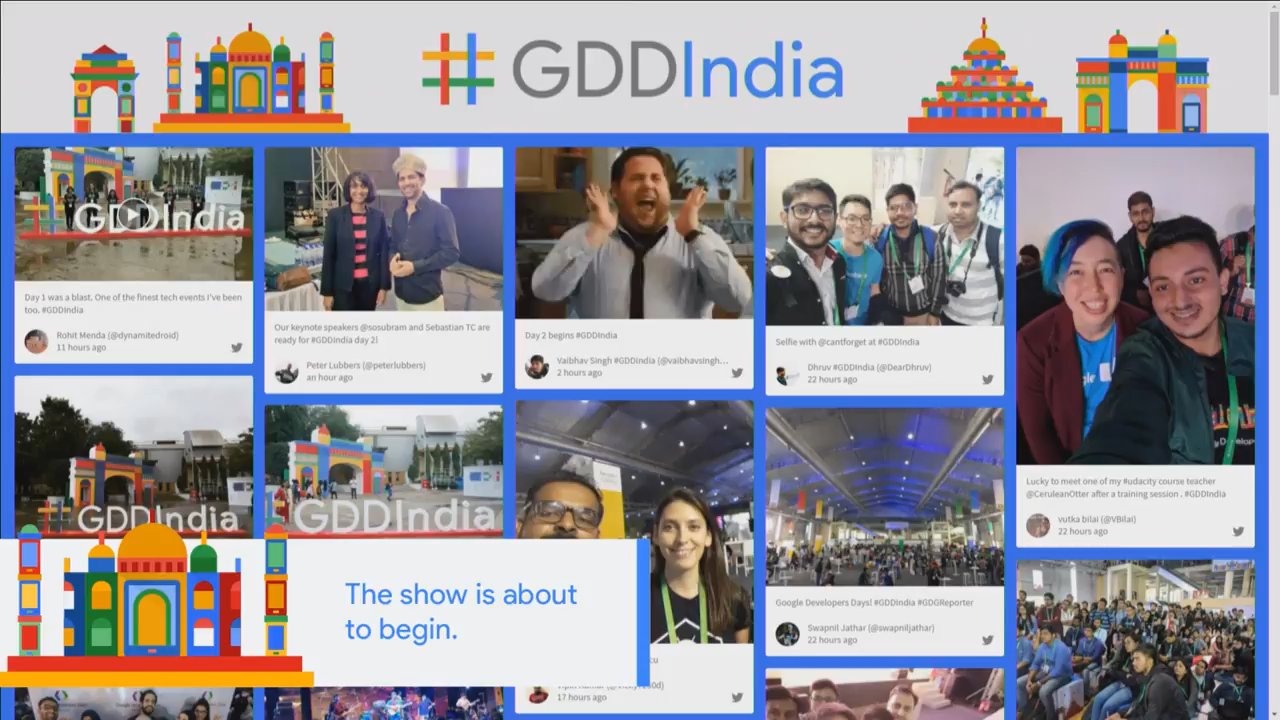 #GDDIndia
GDDIndia
Day 1 was a blast. One of the finest tech events I've been
too. #GDDIndia
Rohit Menda (@dynamitedroid)
11 hours ago
Our keynote speakers @sosubram and Sebastian TC are
ready for #GDDIndia day 2!
Peter Lubbers (@peterlubbers)
an hour ago
Day 2 begins #GDDIndia
Vaibhav Singh #GDDIndia (@vaibhavsingh...
2 hours ago
Selfie with @cantforget at #GDDIndia
Dhruv #GDDIndia (@DearDhruv)
22 hours ago
Lucky to meet one of my #udacity course teacher
@CeruleanOtter after a training session . #GDDIndia
vutka bilai (@VBilai)
22 hours ago
GDDIndia
GDDIndia
Google Developers Days! #GDDIndia #GDGReporter
Swapnil Jathar (@swapniljathar)
22 hours ago
17 hours ago
The show is about
to begin.